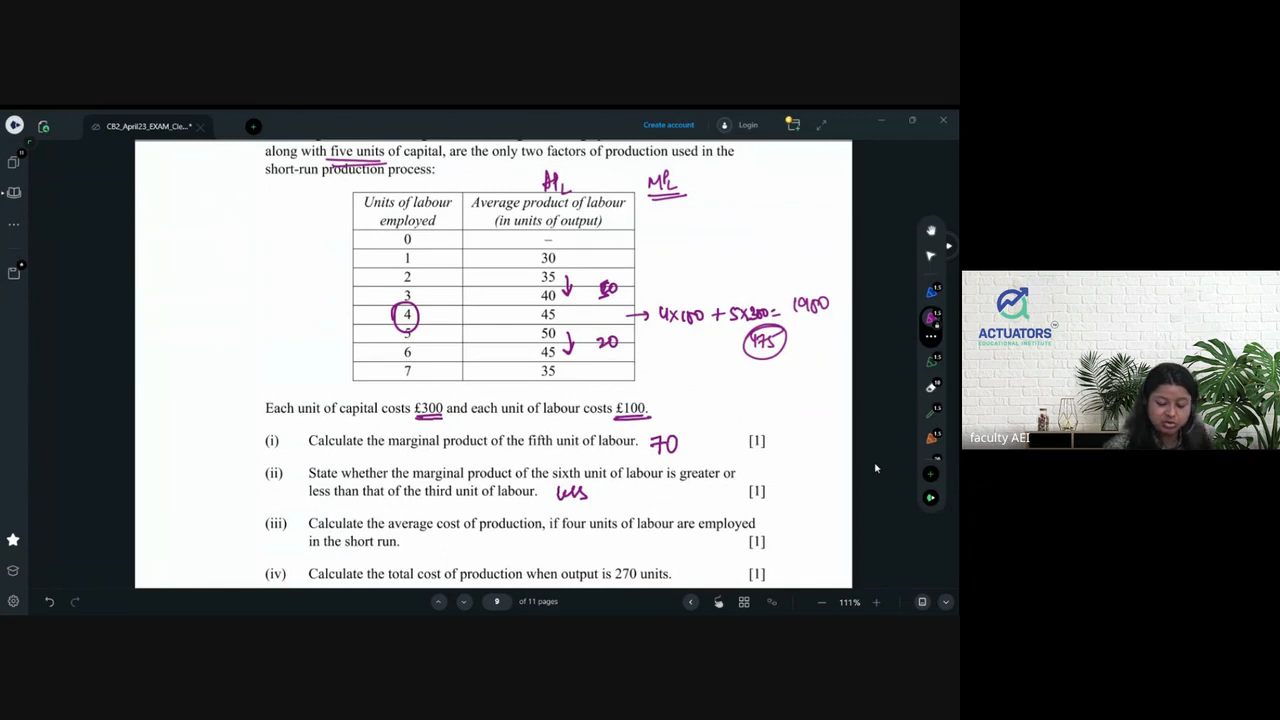 Create account
Login
CB2_April23_EXAM_Cle...*
along with five units of capital, are the only two factors of production used in the
short-run production process:
APL
MPL
Units of labour employed
Average product of labour (in units of output)
0 –
1 30
2 35
3 40
50
4 45
→ 4x100 + 5x300 = 1900
475
5 50
20
6 45
7 35
Each unit of capital costs £300 and each unit of labour costs £100.
(i) Calculate the marginal product of the fifth unit of labour. 70 [1]
(ii) State whether the marginal product of the sixth unit of labour is greater or
less than that of the third unit of labour. less [1]
(iii) Calculate the average cost of production, if four units of labour are employed
in the short run. [1]
(iv) Calculate the total cost of production when output is 270 units. [1]
9 of 11 pages
111%
ACTUATORS
EDUCATIONAL INSTITUTE
faculty AEI